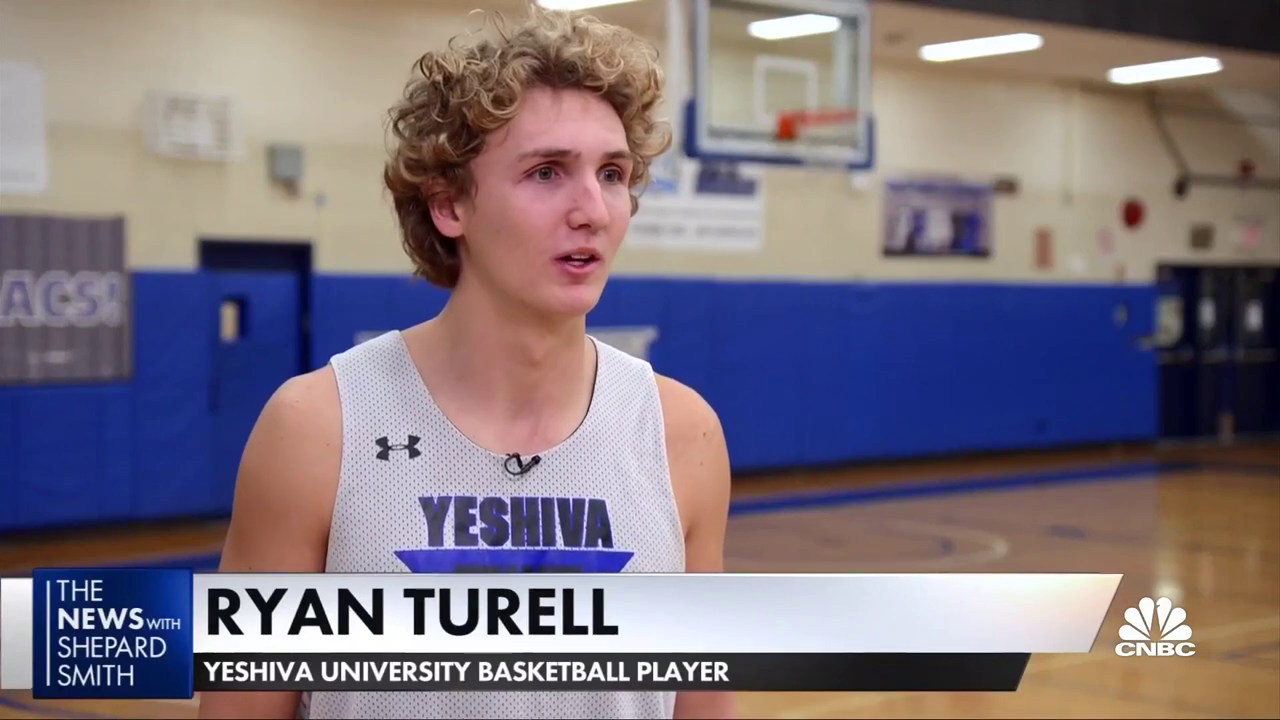 ACS!
YESHIVA
THE
NEWS WITH
SHEPARD
SMITH
RYAN TURELL
YESHIVA UNIVERSITY BASKETBALL PLAYER
CNBC